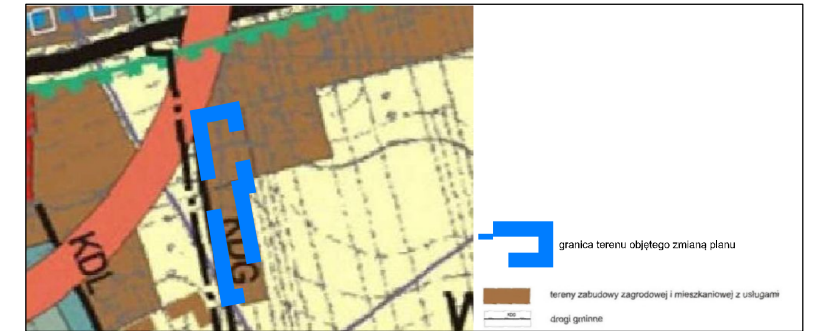 KDL
KDG
granica terenu objętego zmianą planu
tereny zabudowy zagrodowej i mieszkaniowej z usługami
drogi gminne